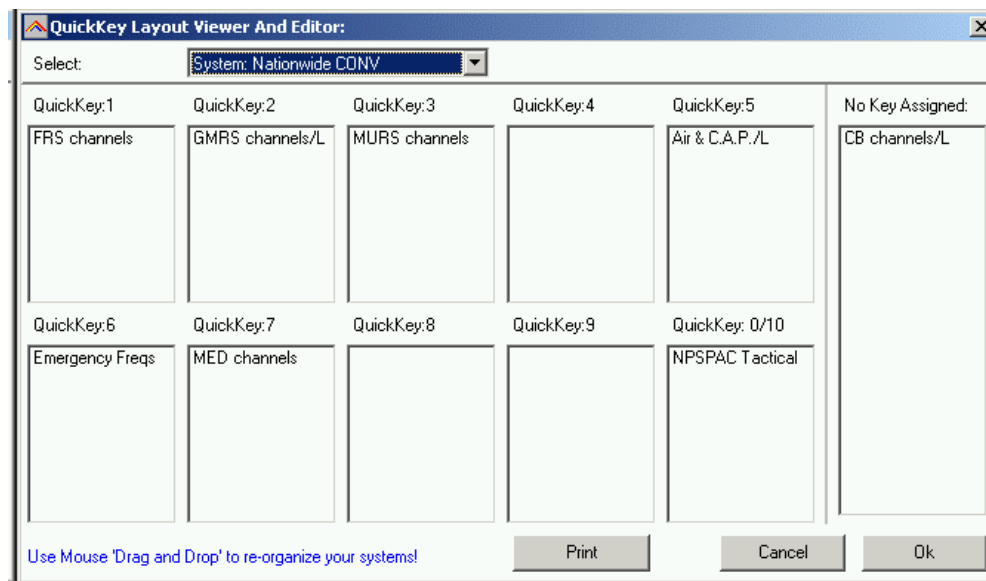 QuickKey Layout Viewer And Editor:
Select: System: Nationwide CONV
QuickKey:1 QuickKey:2 QuickKey:3 QuickKey:4 QuickKey:5 No Key Assigned:
FRS channels GMRS channels/L MURS channels Air & C.A.P./L CB channels/L
QuickKey:6 QuickKey:7 QuickKey:8 QuickKey:9 QuickKey: 0/10
Emergency Freqs MED channels NPSPAC Tactical
Use Mouse 'Drag and Drop' to re-organize your systems! Print Cancel Ok